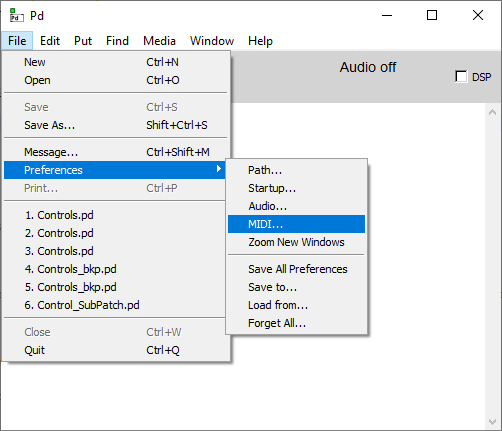 Pd
File Edit Put Find Media Window Help
Audio off
DSP
New Ctrl+N
Open Ctrl+O
Save Ctrl+S
Save As... Shift+Ctrl+S
Message... Ctrl+Shift+M
Preferences
Print... Ctrl+P
1. Controls.pd
2. Controls.pd
3. Controls.pd
4. Controls_bkp.pd
5. Controls_bkp.pd
6. Control_SubPatch.pd
Close Ctrl+W
Quit Ctrl+Q
Path...
Startup...
Audio...
MIDI...
Zoom New Windows
Save All Preferences
Save to...
Load from...
Forget All...